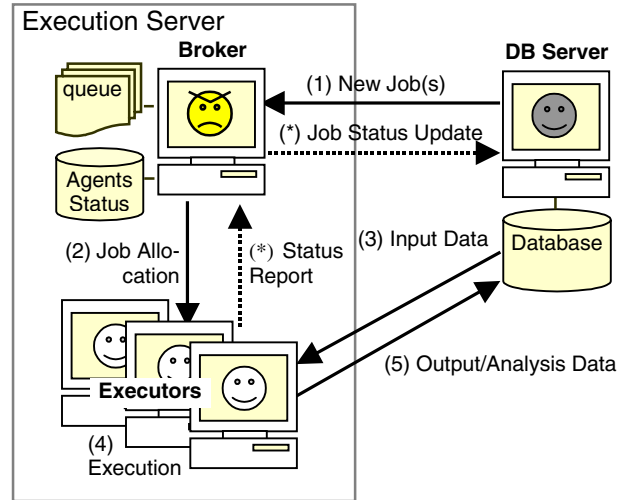 Execution Server
Broker
DB Server
queue
(1) New Job(s)
(*) Job Status Update
Agents
Status
(2) Job Allo-
cation
(*) Status
Report
(3) Input Data
Database
(5) Output/Analysis Data
Executors
(4)
Execution